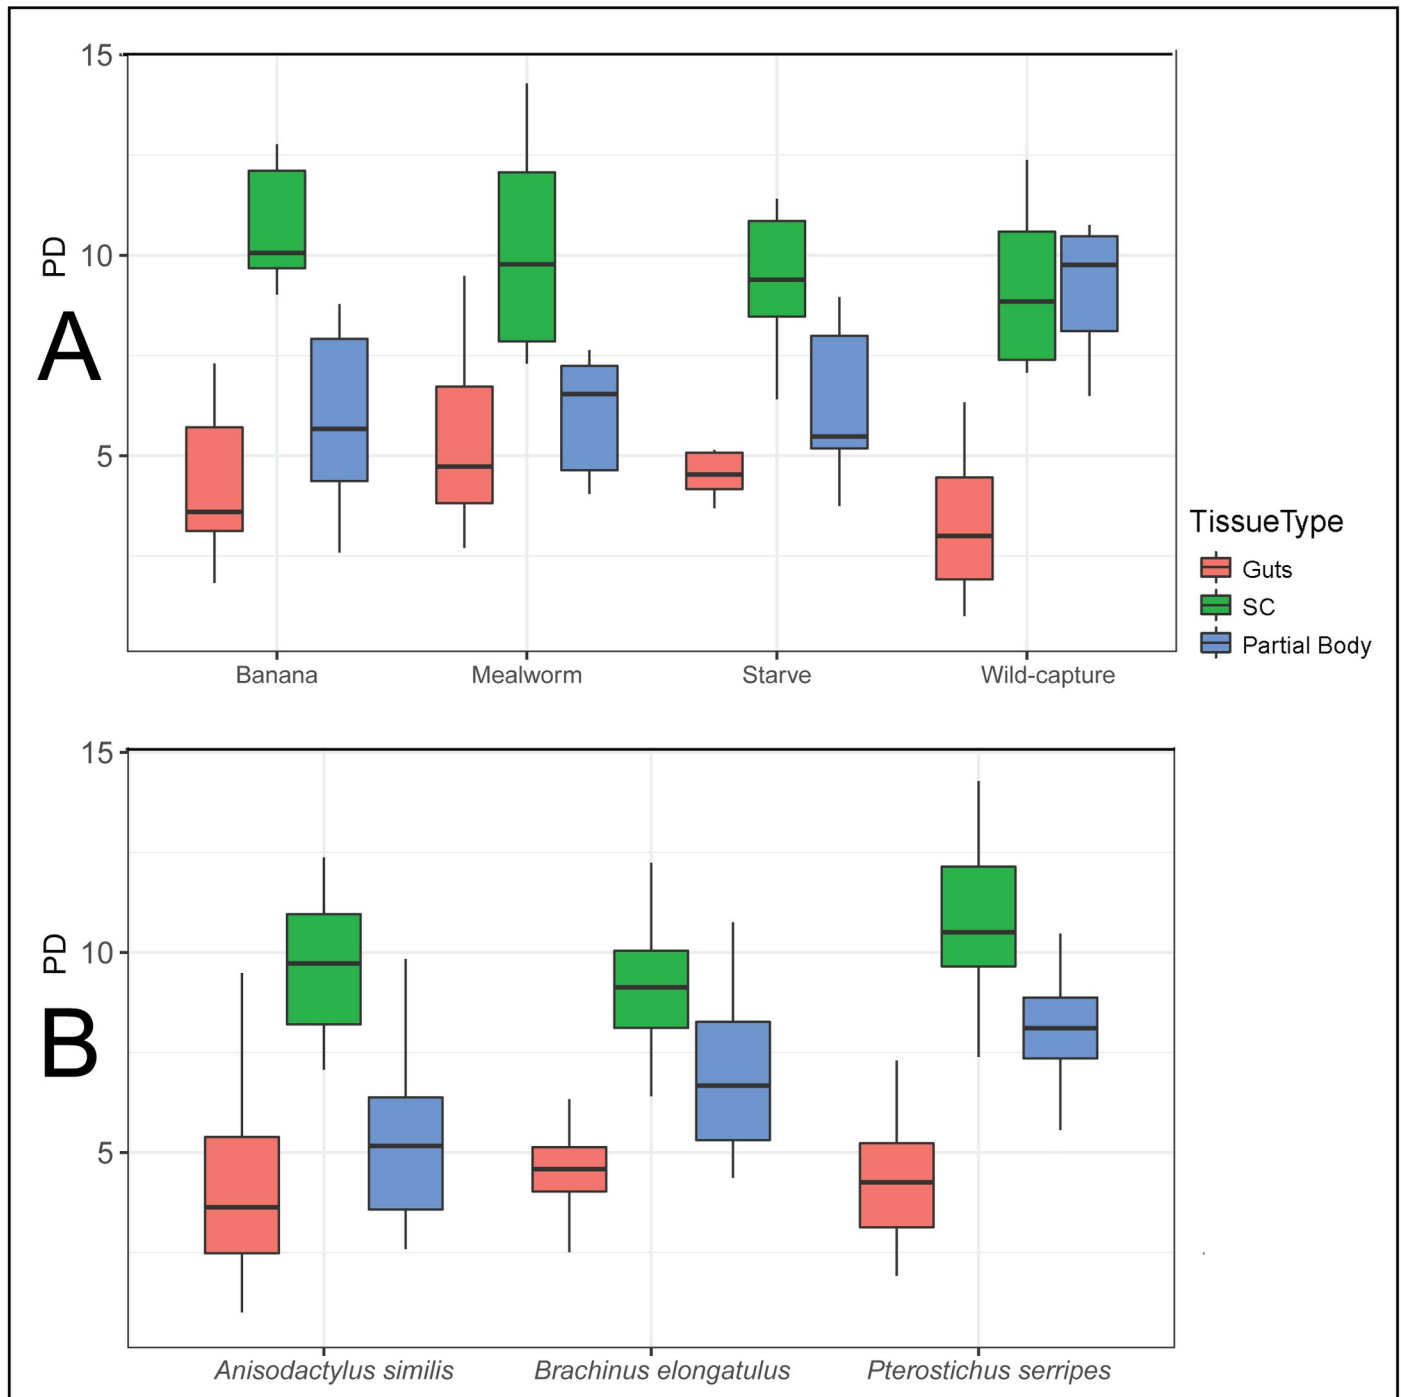 15
PD
10
A
5
Banana Mealworm Starve Wild-capture
TissueType
Guts
SC
Partial Body
15
PD
10
B
5
Anisodactylus similis Brachinus elongatulus Pterostichus serripes